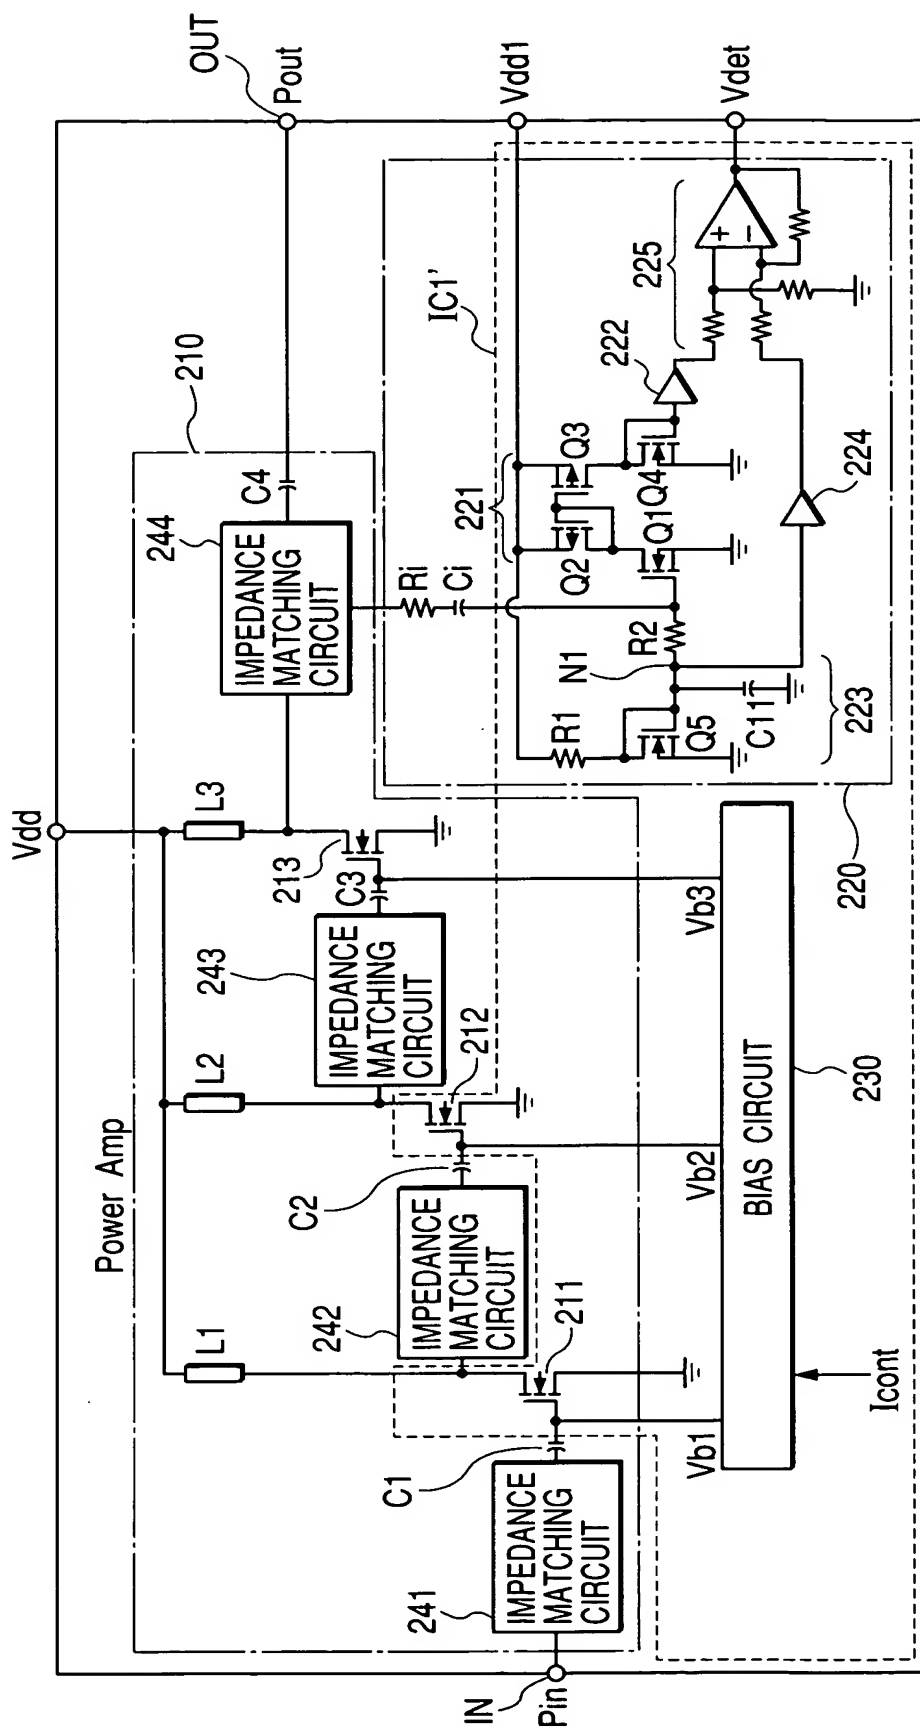 Vdd
Power Amp
L1
L2
L3
210
OUT
Pout
244
IMPEDANCE
MATCHING
CIRCUIT
C4
243
IMPEDANCE
MATCHING
CIRCUIT
C3
213
Ri
Ci
IC1'
Vdd1
242
IMPEDANCE
MATCHING
CIRCUIT
C2
212
221
Q3
Q2
Q1
Q4
222
225
+
−
Vdet
241
IMPEDANCE
MATCHING
CIRCUIT
C1
211
R1
N1
R2
Q5
C11
223
224
IN
Pin
Vb1
Vb2
Vb3
220
BIAS CIRCUIT
230
Icont